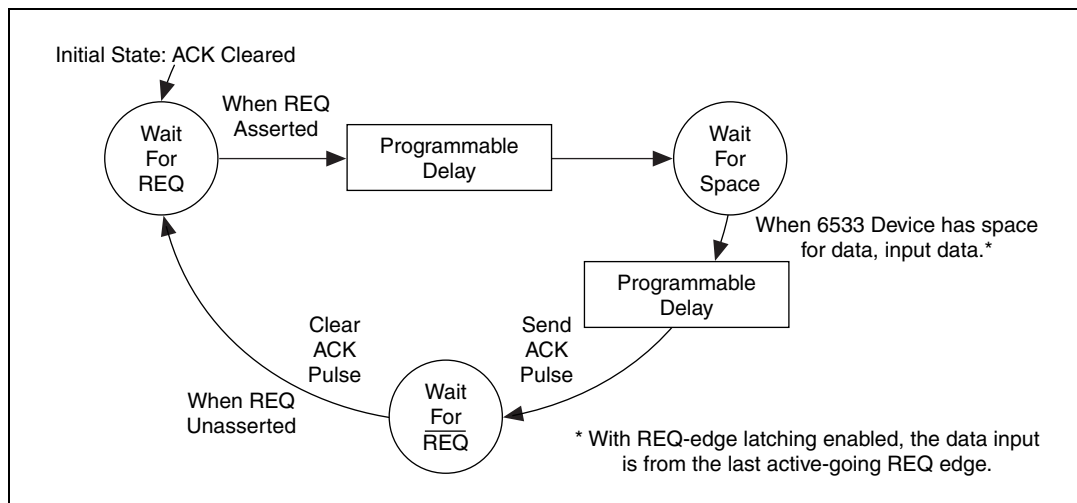 Initial State: ACK Cleared
When REQ
Asserted
Wait
For
REQ
Programmable
Delay
Wait
For
Space
When 6533 Device has space
for data, input data.*
Programmable
Delay
Send
ACK
Pulse
Clear
ACK
Pulse
When REQ
Unasserted
Wait
For
R̅E̅Q̅
* With REQ-edge latching enabled, the data input
is from the last active-going REQ edge.